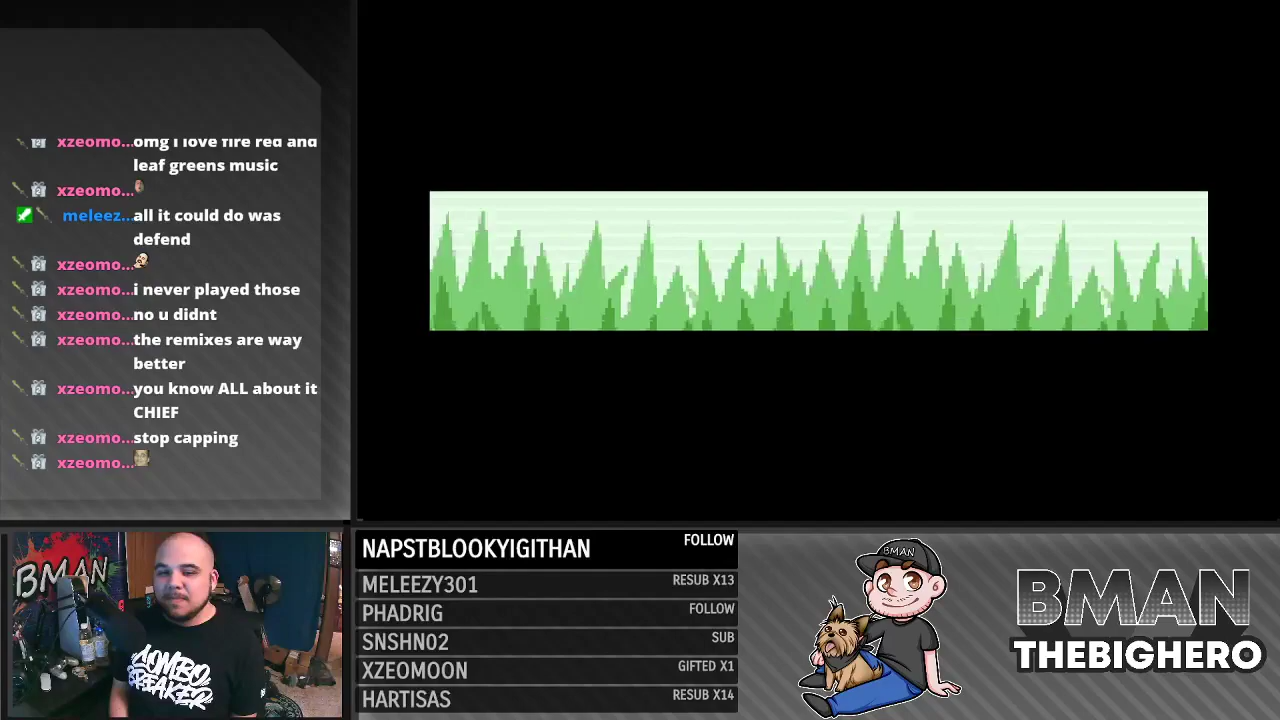 xzeomo... omg i love fire red and
leaf greens music
xzeomo...
meleez... all it could do was
defend
xzeomo...
xzeomo... i never played those
xzeomo... no u didnt
xzeomo... the remixes are way
better
xzeomo... you know ALL about it
CHIEF
xzeomo... stop capping
xzeomo...
BMAN
COMBO
BREAKER
NAPSTBLOOKYIGITHAN FOLLOW
MELEEZY301 RESUB X13
PHADRIG FOLLOW
SNSHN02 SUB
XZEOMOON GIFTED X1
HARTISAS RESUB X14
BMAN
BMAN
THEBIGHERO